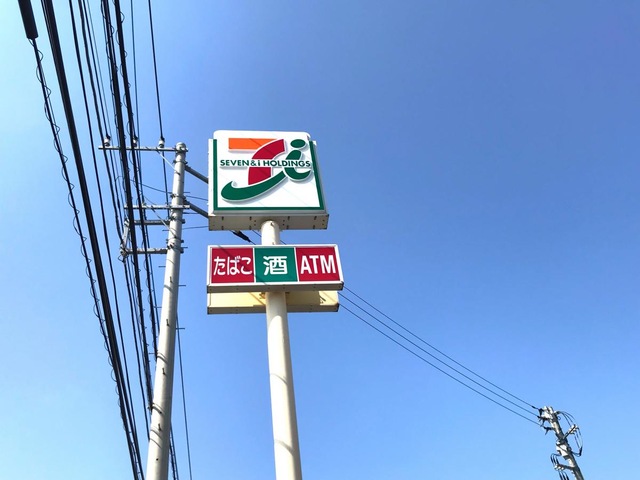 SEVEN & i HOLDINGS
たばこ 酒 ATM